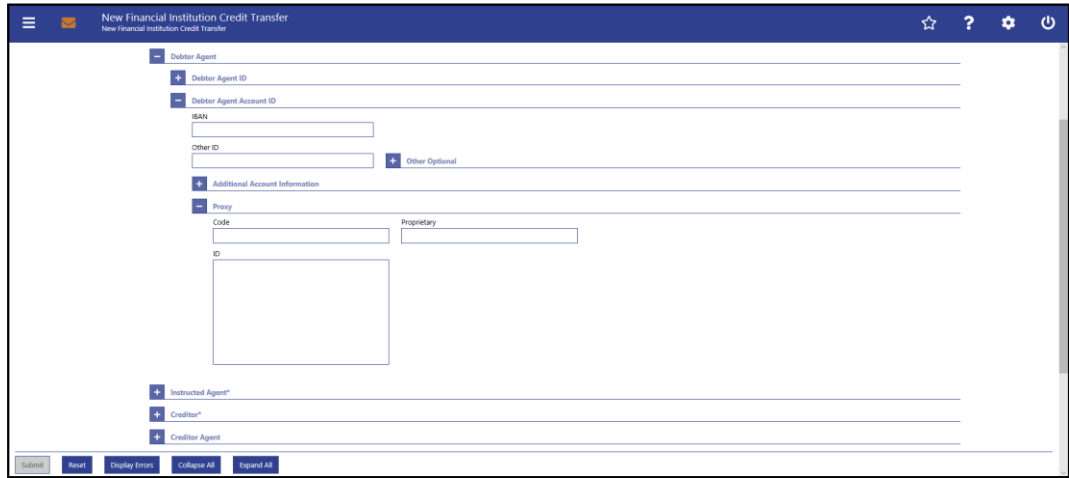 New Financial Institution Credit Transfer
New Financial Institution Credit Transfer
Debtor Agent
Debtor Agent ID
Debtor Agent Account ID
IBAN
Other ID
Other Optional
Additional Account Information
Proxy
Code Proprietary
ID
Instructed Agent*
Creditor*
Creditor Agent
Submit Reset Display Errors Collapse All Expand All